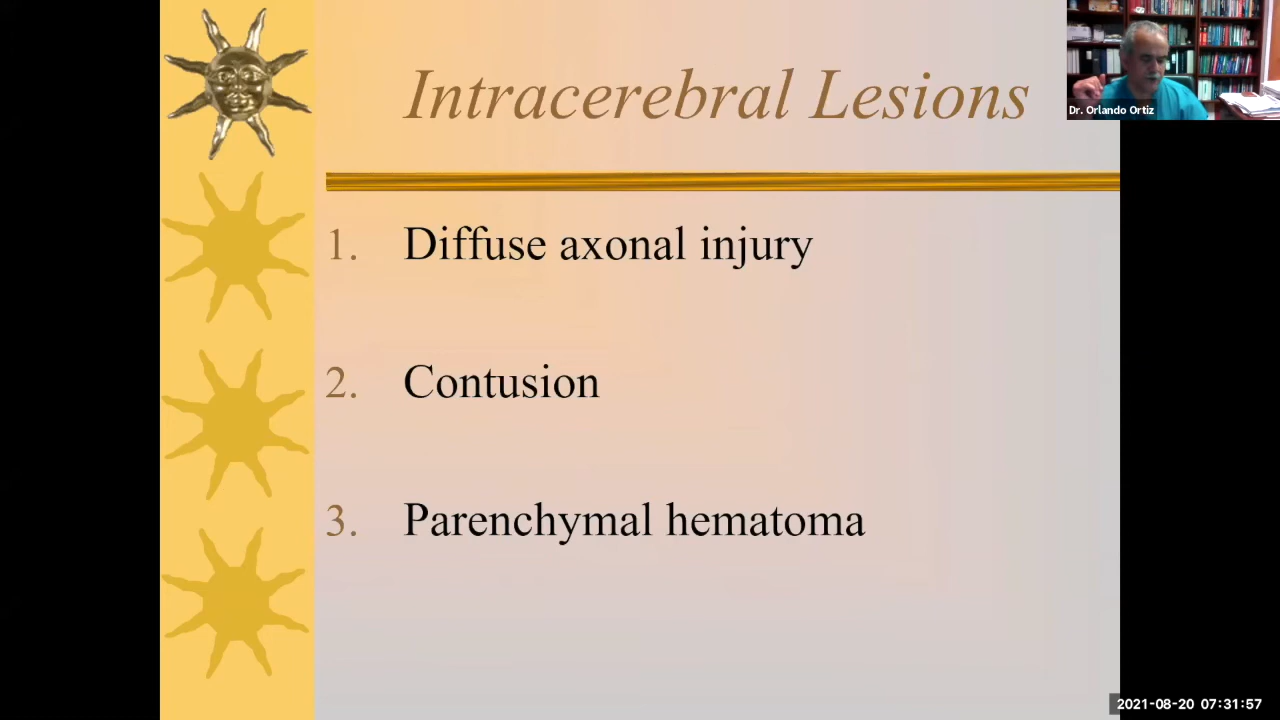 Intracerebral Lesions
Dr. Orlando Ortiz
1. Diffuse axonal injury
2. Contusion
3. Parenchymal hematoma
2021-08-20 07:31:57